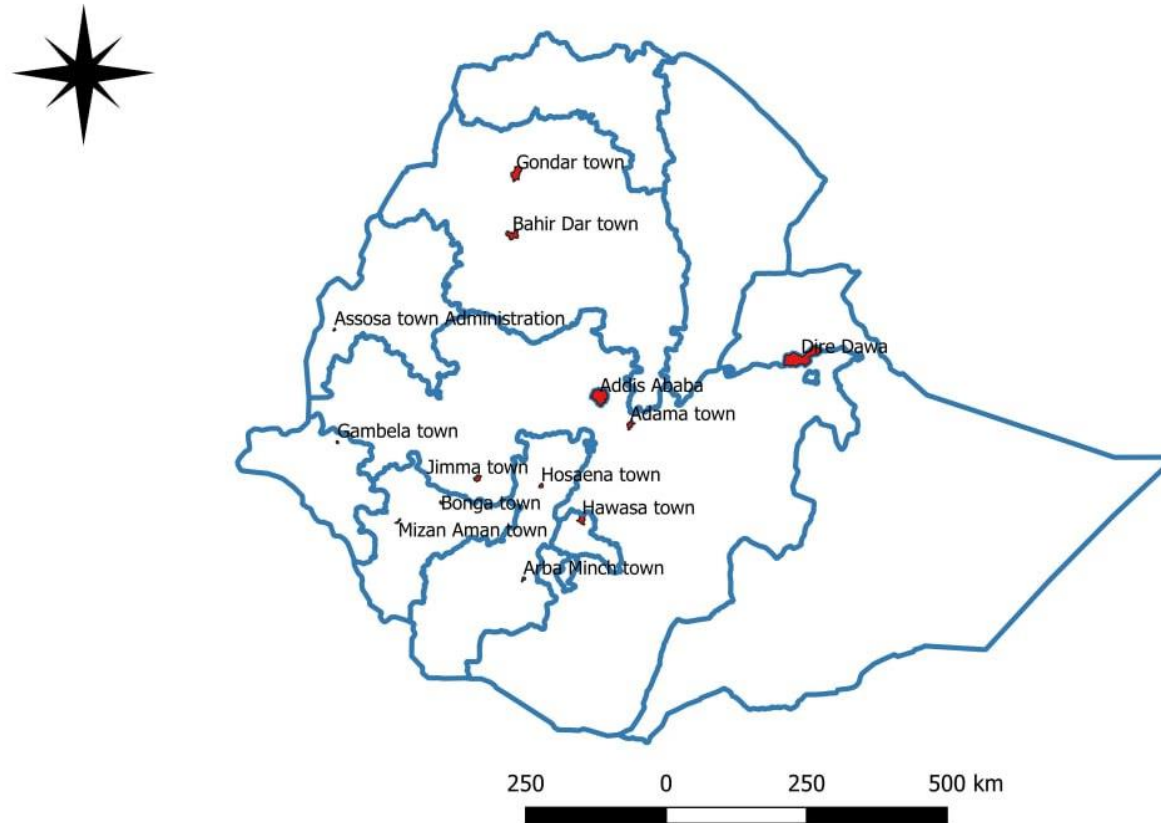 Gondar town
Bahir Dar town
Assosa town Administration
Dire Dawa
Addis Ababa
Adama town
Gambela town
Jimma town
Hosaena town
Bonga town
Hawasa town
Mizan Aman town
Arba Minch town
250 0 250 500 km